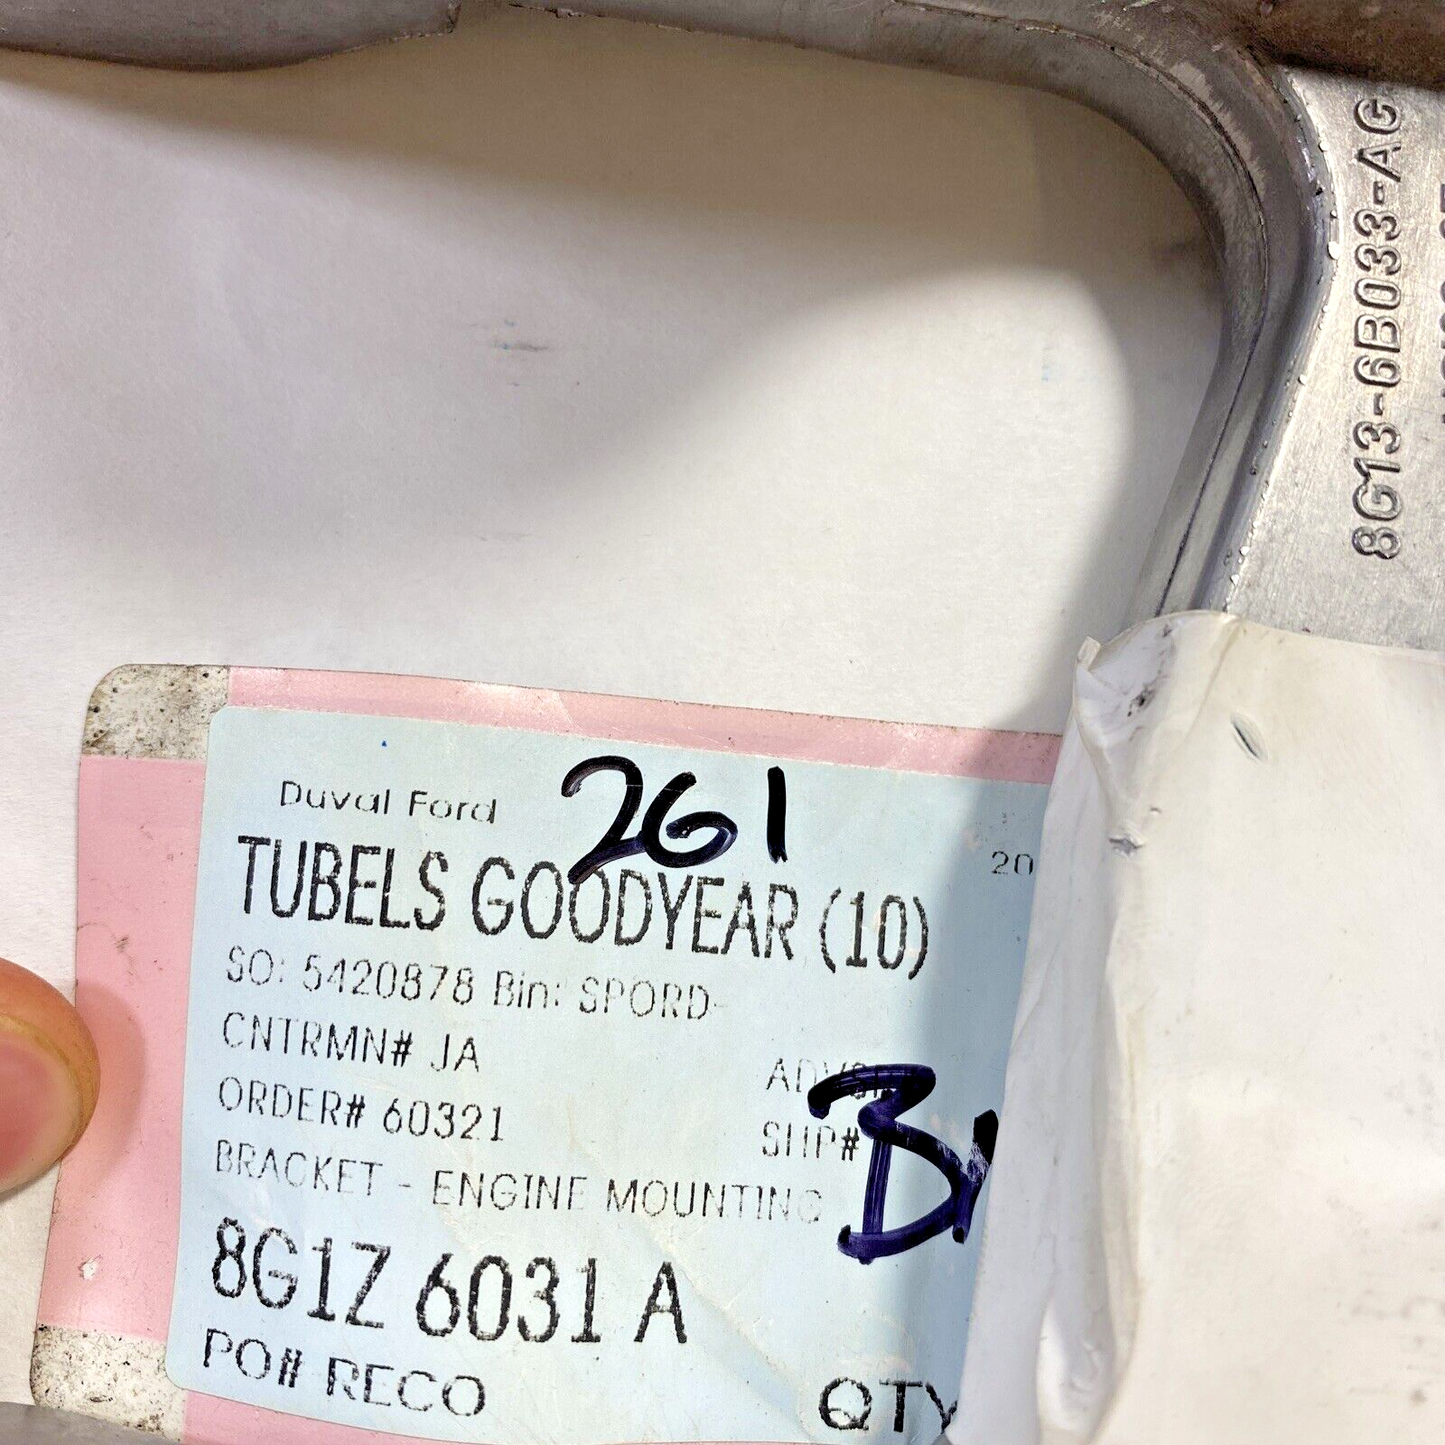 8G13-6B033-AG
Duval Ford
261
20
TUBELS GOODYEAR (10)
SO: 5420878 Bin: SPORD-
CNTRMN# JA
ORDER# 60321
SHP#
BRACKET - ENGINE MOUNTING
8G1Z 6031 A
PO# RECO
QTY